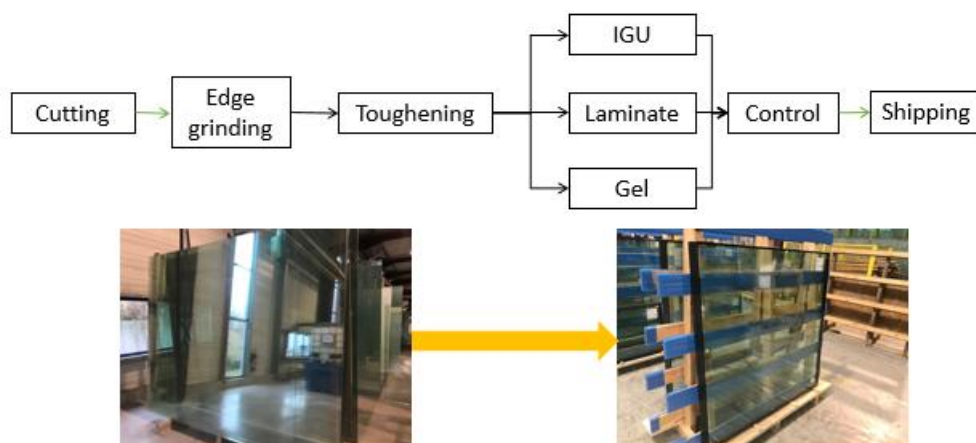 Cutting
Edge
grinding
Toughening
IGU
Laminate
Gel
Control
Shipping